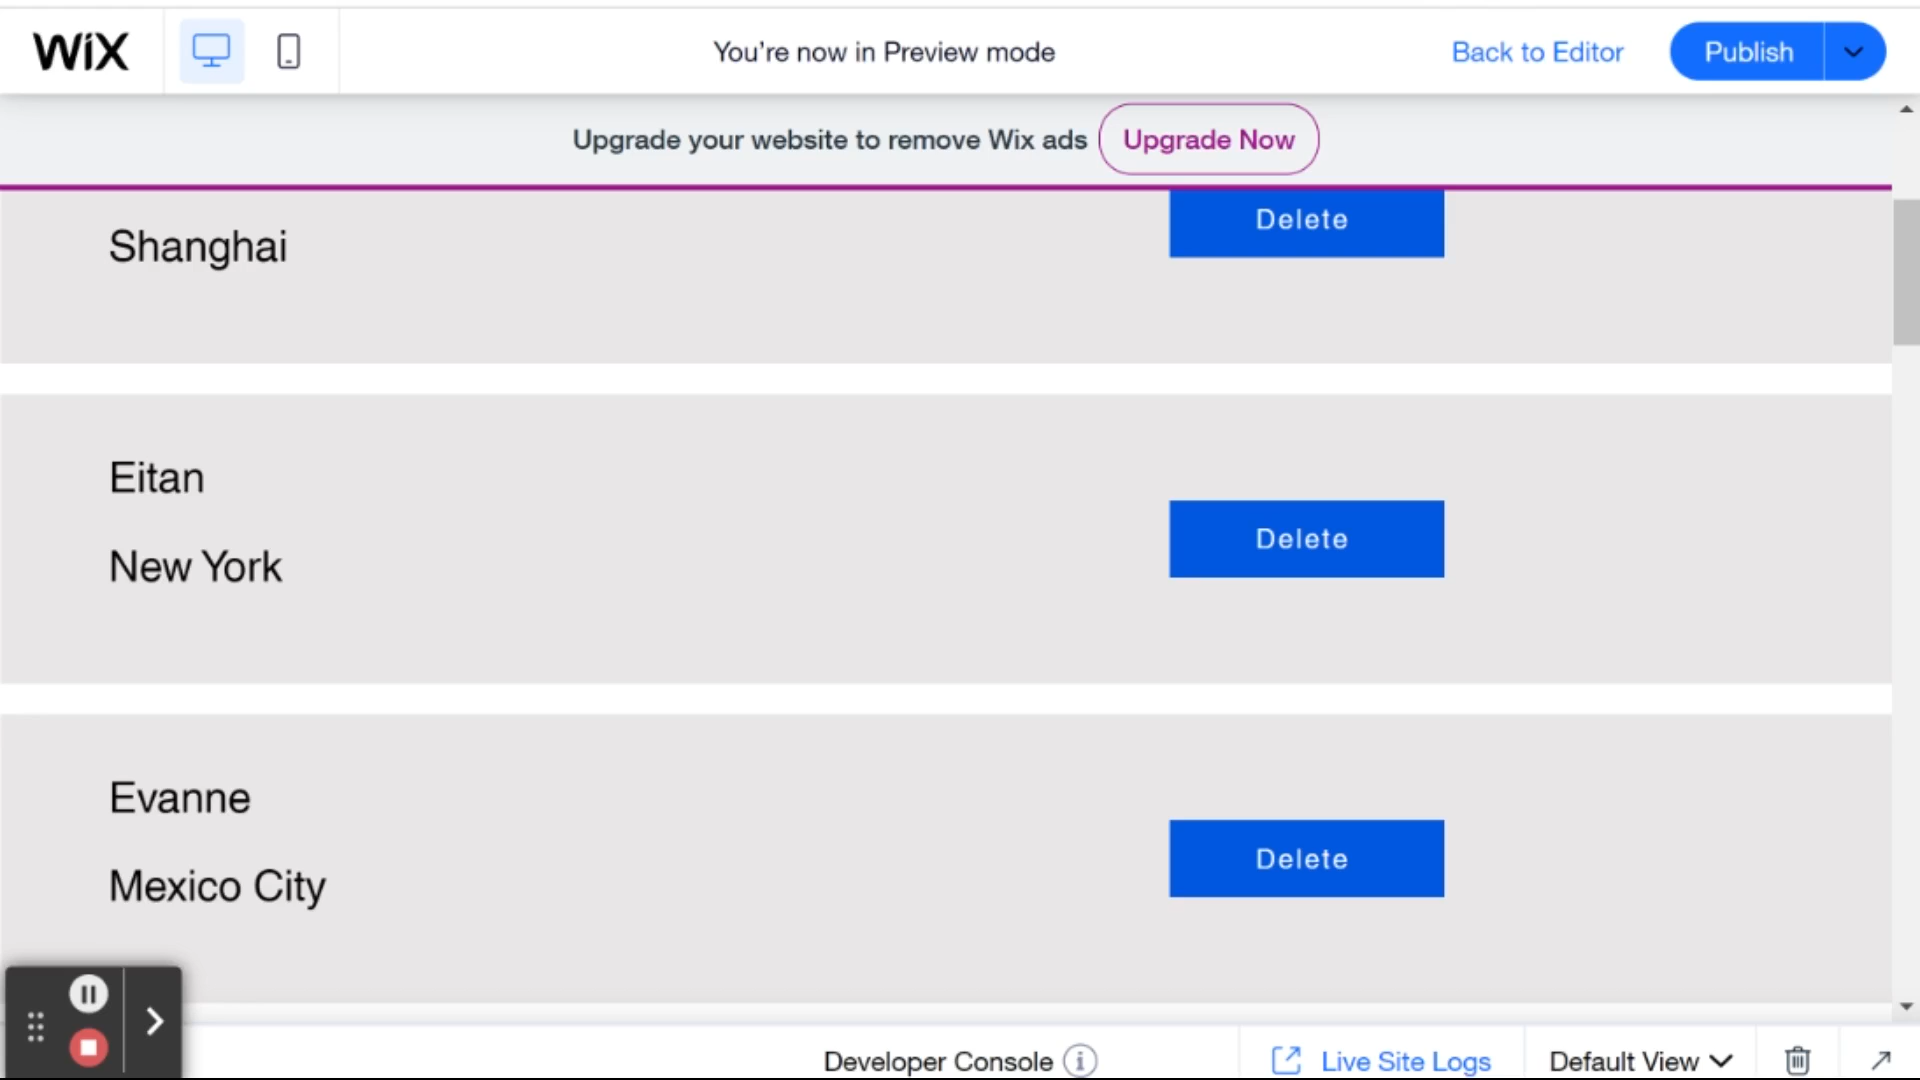 WiX
You're now in Preview mode
Back to Editor
Publish
Upgrade your website to remove Wix ads
Upgrade Now
Shanghai
Delete
Eitan
New York
Delete
Evanne
Mexico City
Delete
Developer Console
Live Site Logs
Default View